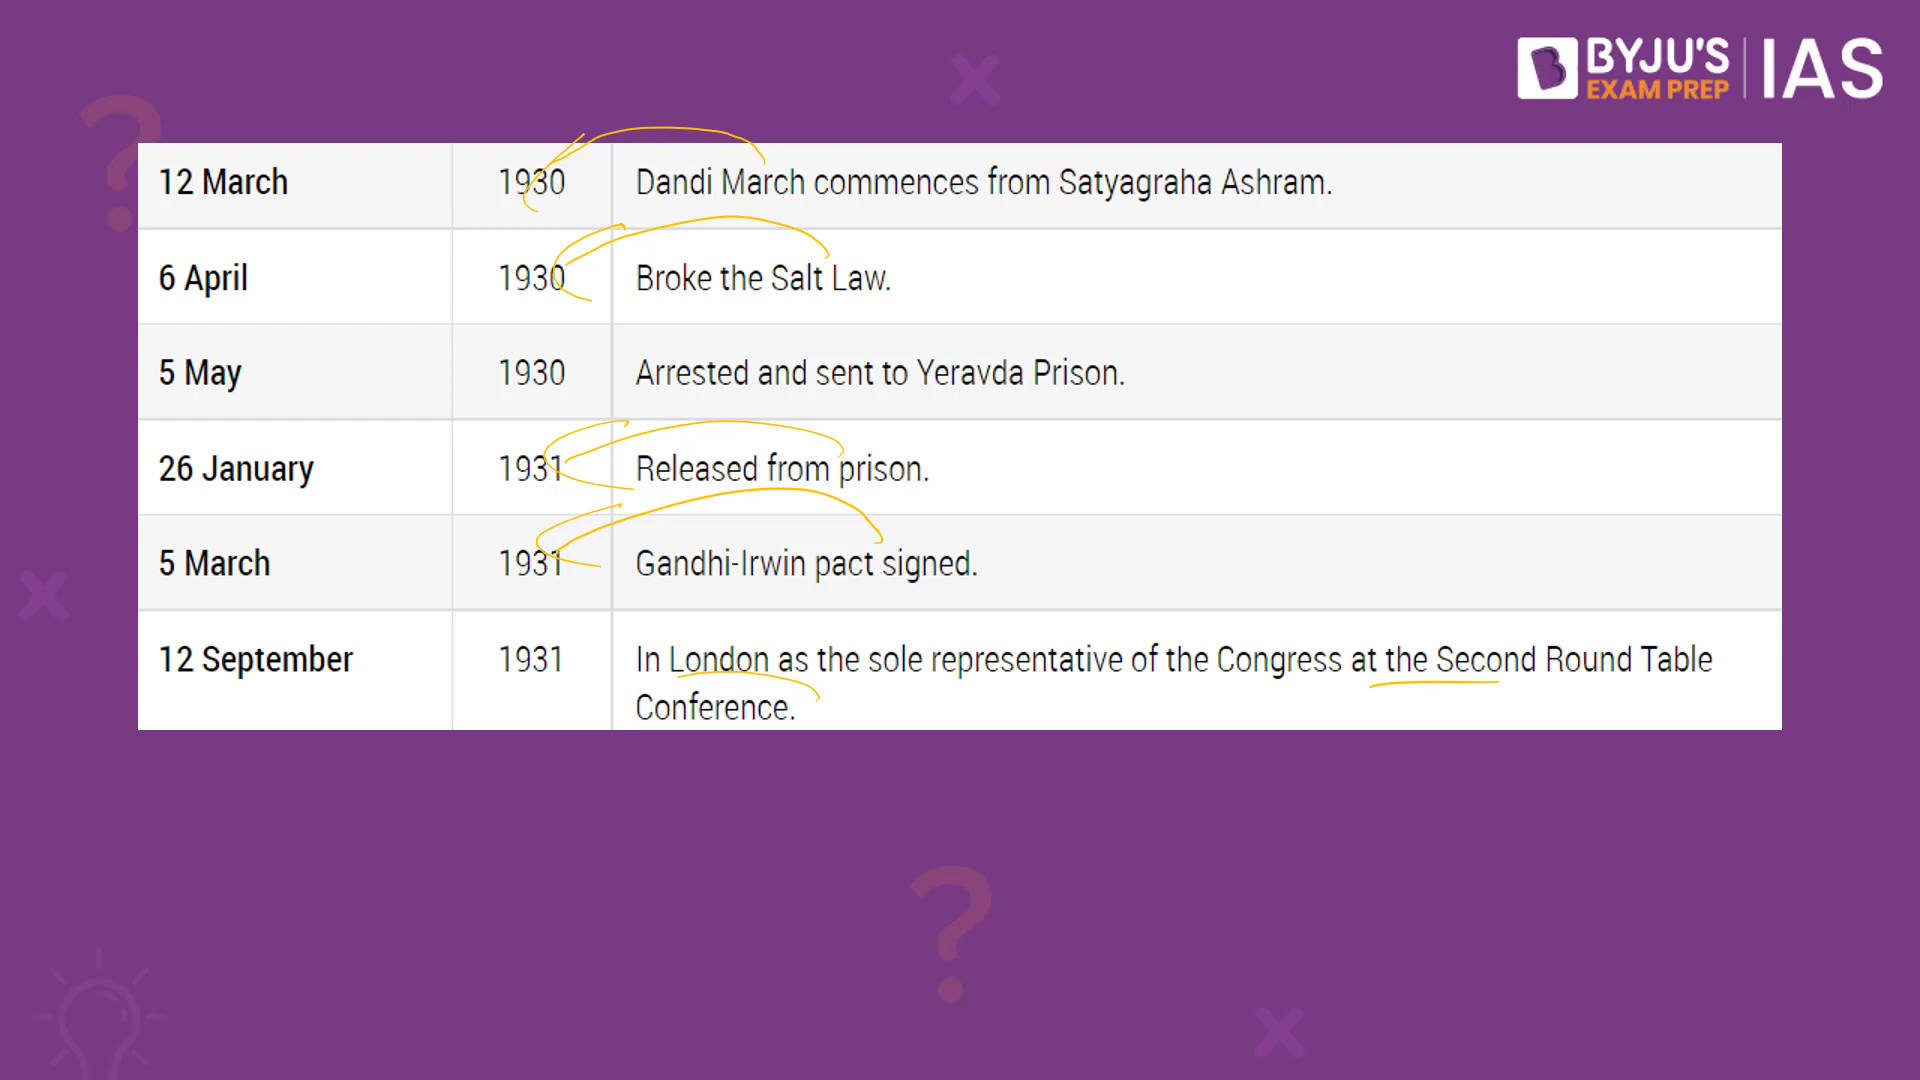 BYJU'S
EXAM PREP
IAS
12 March 1930 Dandi March commences from Satyagraha Ashram.
6 April 1930 Broke the Salt Law.
5 May 1930 Arrested and sent to Yeravda Prison.
26 January 1931 Released from prison.
5 March 1931 Gandhi-Irwin pact signed.
12 September 1931 In London as the sole representative of the Congress at the Second Round Table
Conference.